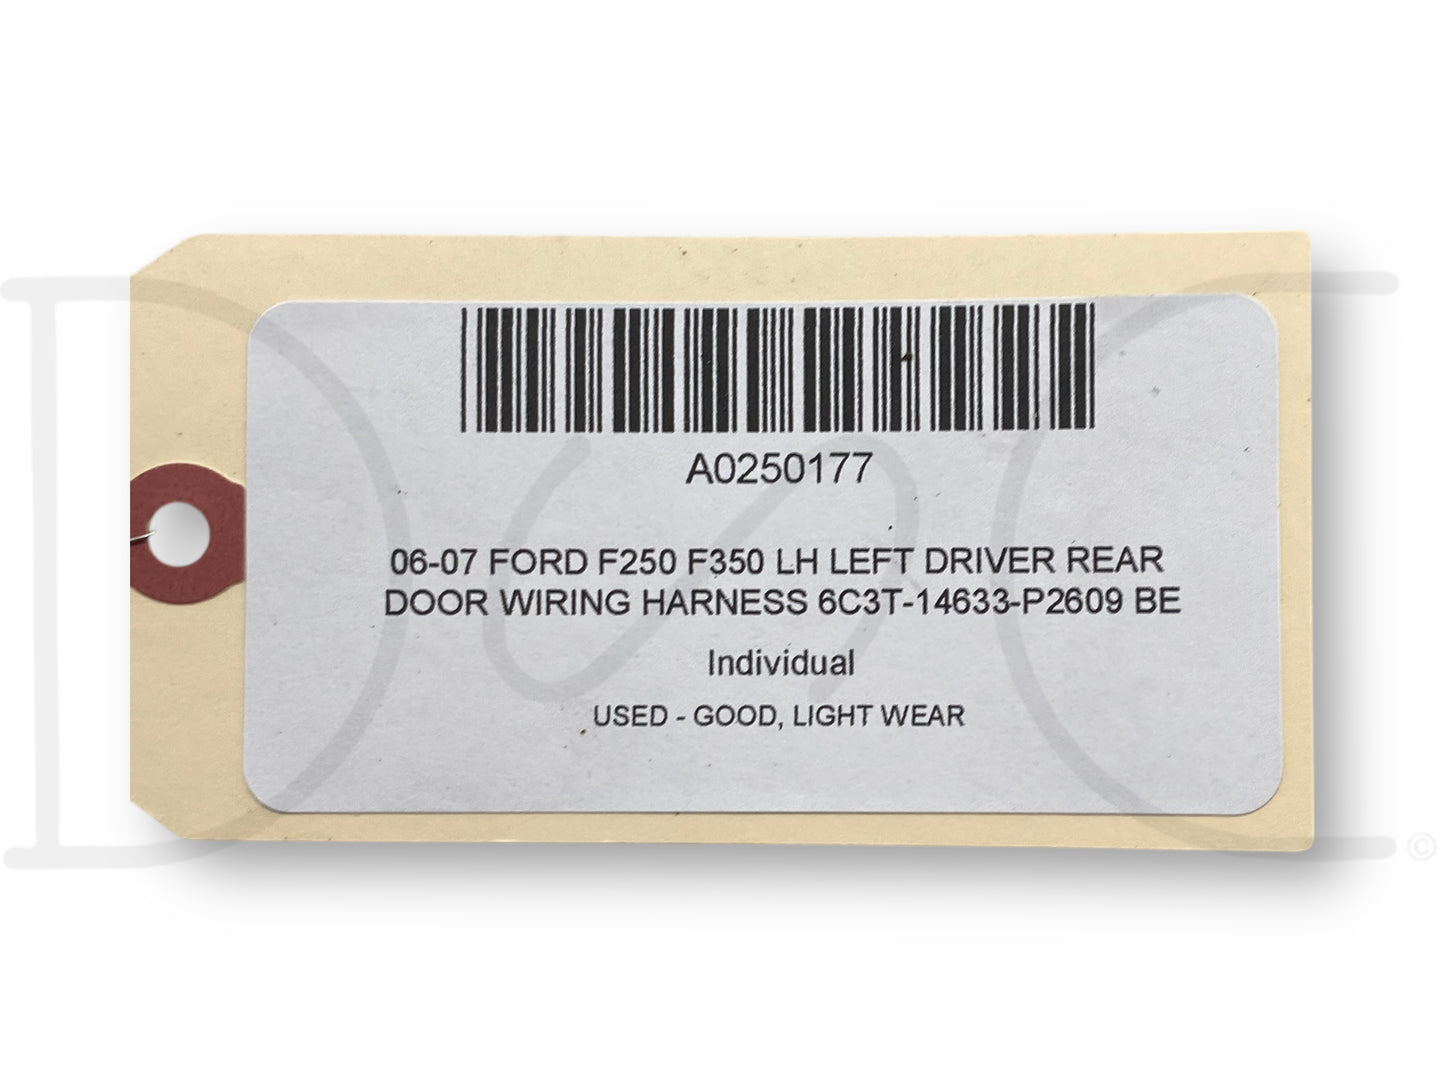 A0250177
06-07 FORD F250 F350 LH LEFT DRIVER REAR
DOOR WIRING HARNESS 6C3T-14633-P2609 BE
Individual
USED - GOOD, LIGHT WEAR
©